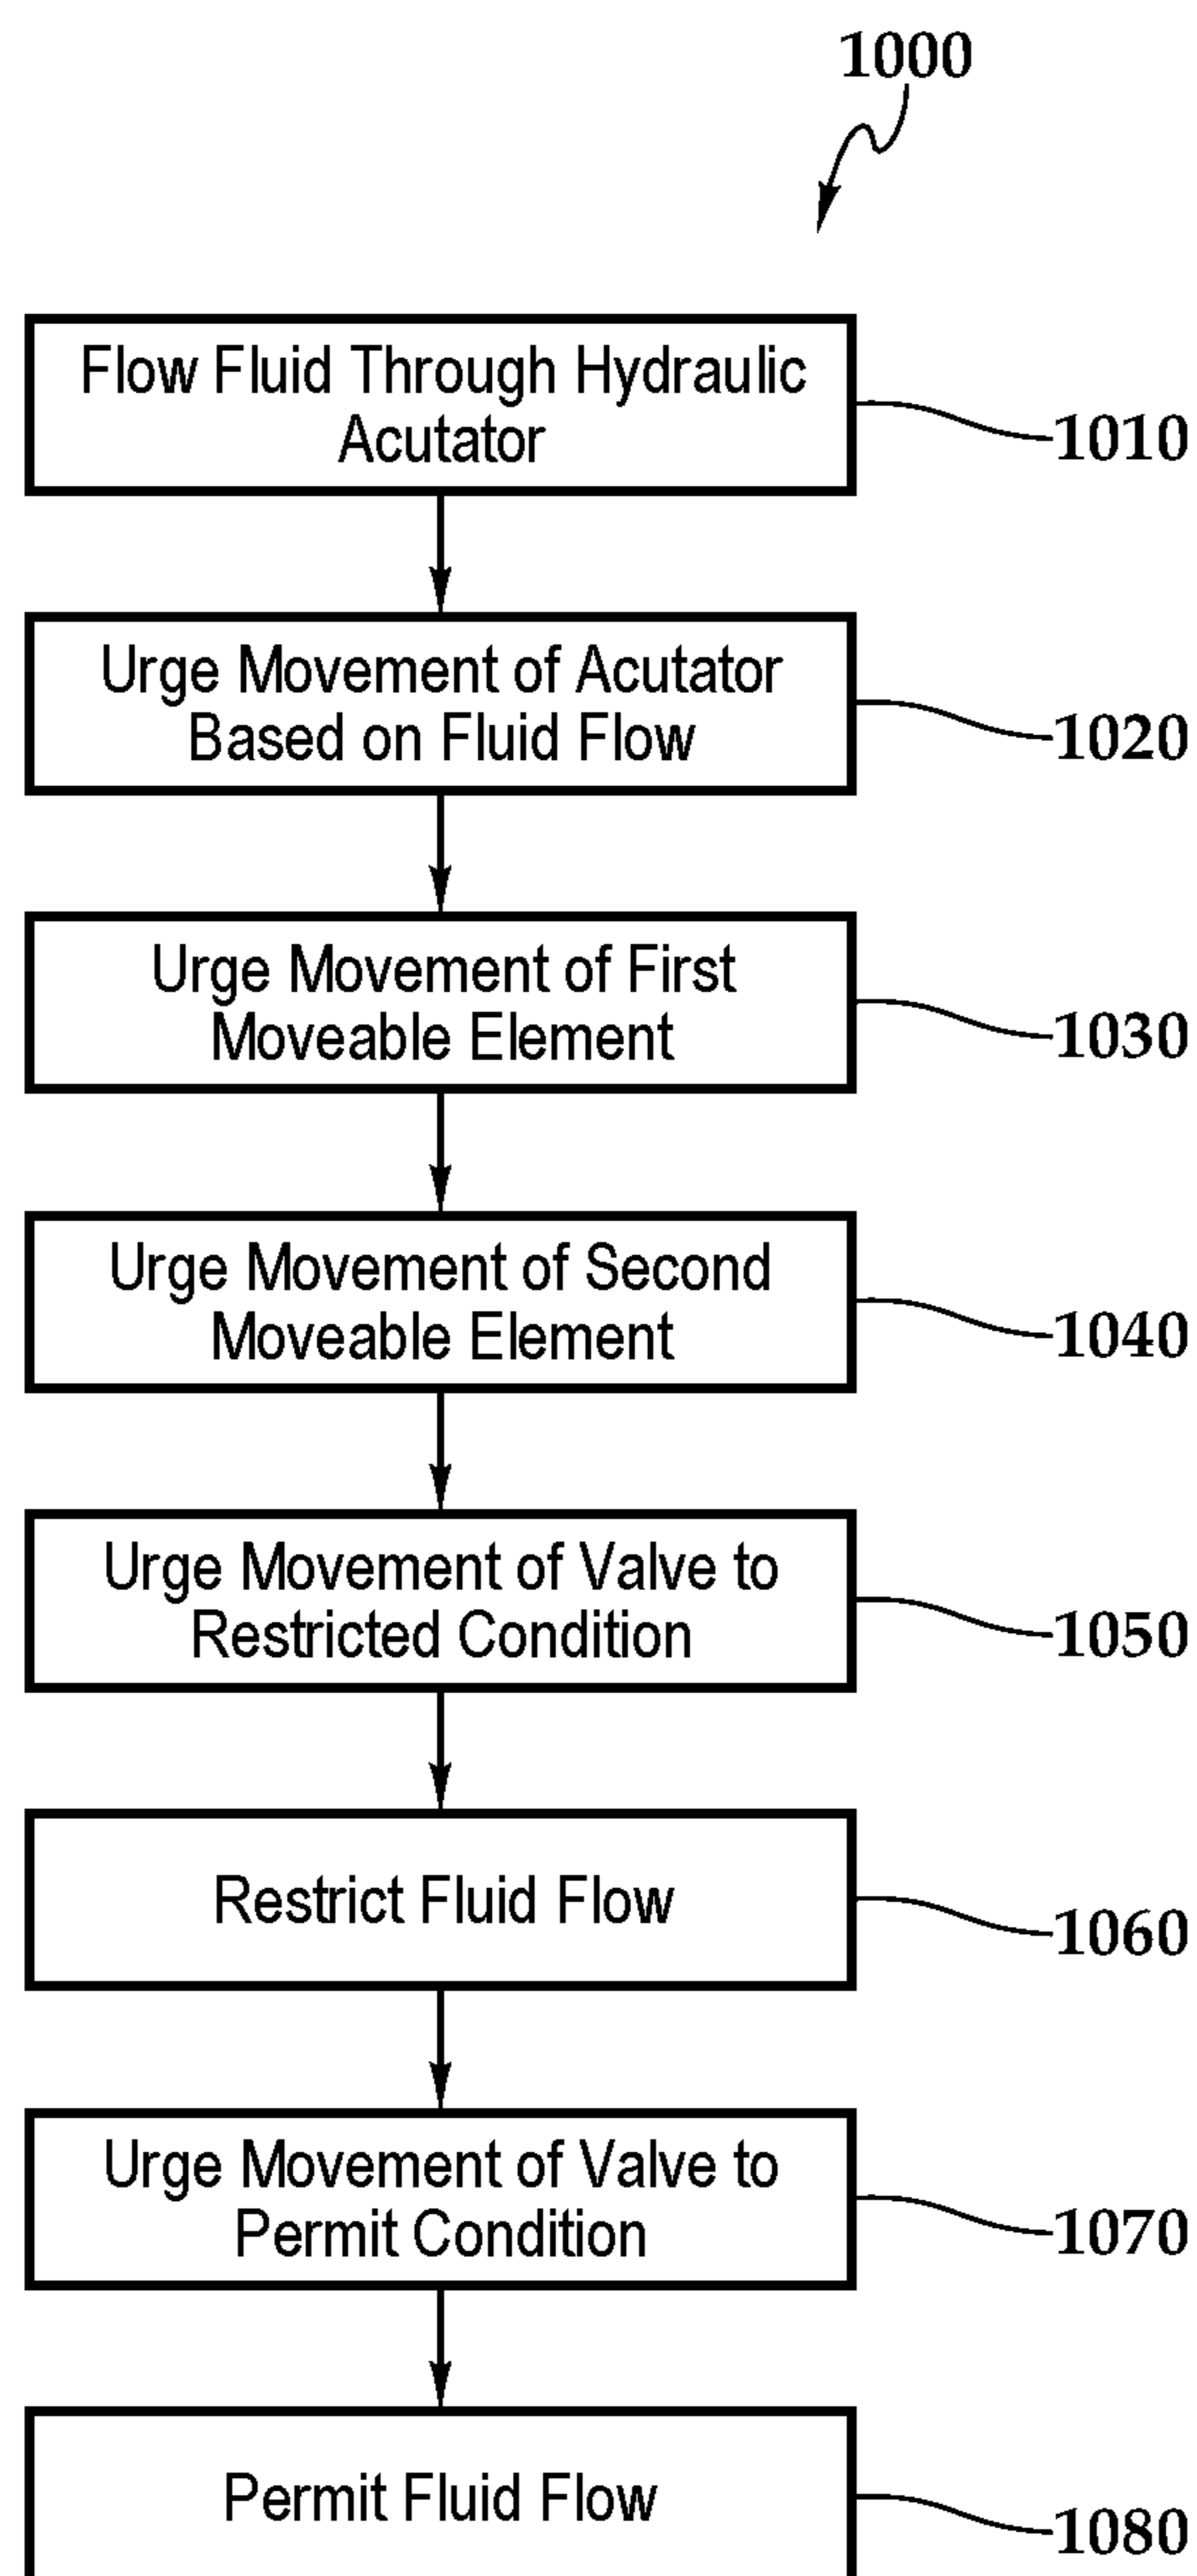 1000
Flow Fluid Through Hydraulic
Acutator
1010
Urge Movement of Acutator
Based on Fluid Flow
1020
Urge Movement of First
Moveable Element
1030
Urge Movement of Second
Moveable Element
1040
Urge Movement of Valve to
Restricted Condition
1050
Restrict Fluid Flow
1060
Urge Movement of Valve to
Permit Condition
1070
Permit Fluid Flow
1080